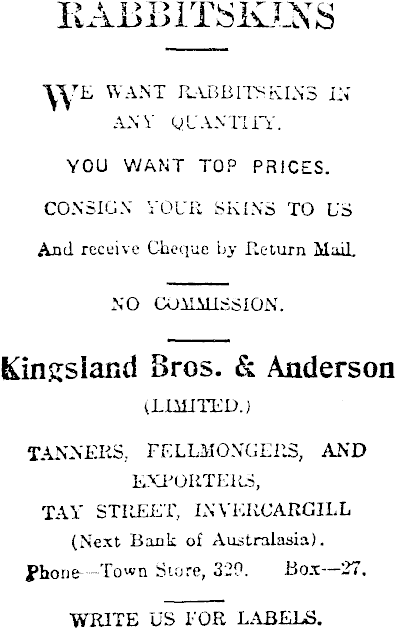 RABBITSKINS
WE WANT RABBITSKINS IN
ANY QUANTITY.
YOU WANT TOP PRICES.
CONSIGN YOUR SKINS TO US
And receive Cheque by Return Mail.
NO COMMISSION.
Kingsland Bros. & Anderson
(LIMITED.)
TANNERS, FELLMONGERS, AND
EXPORTERS,
TAY STREET, INVERCARGILL
(Next Bank of Australasia).
Phone—Town Store, 329. Box—27.
WRITE US FOR LABELS.